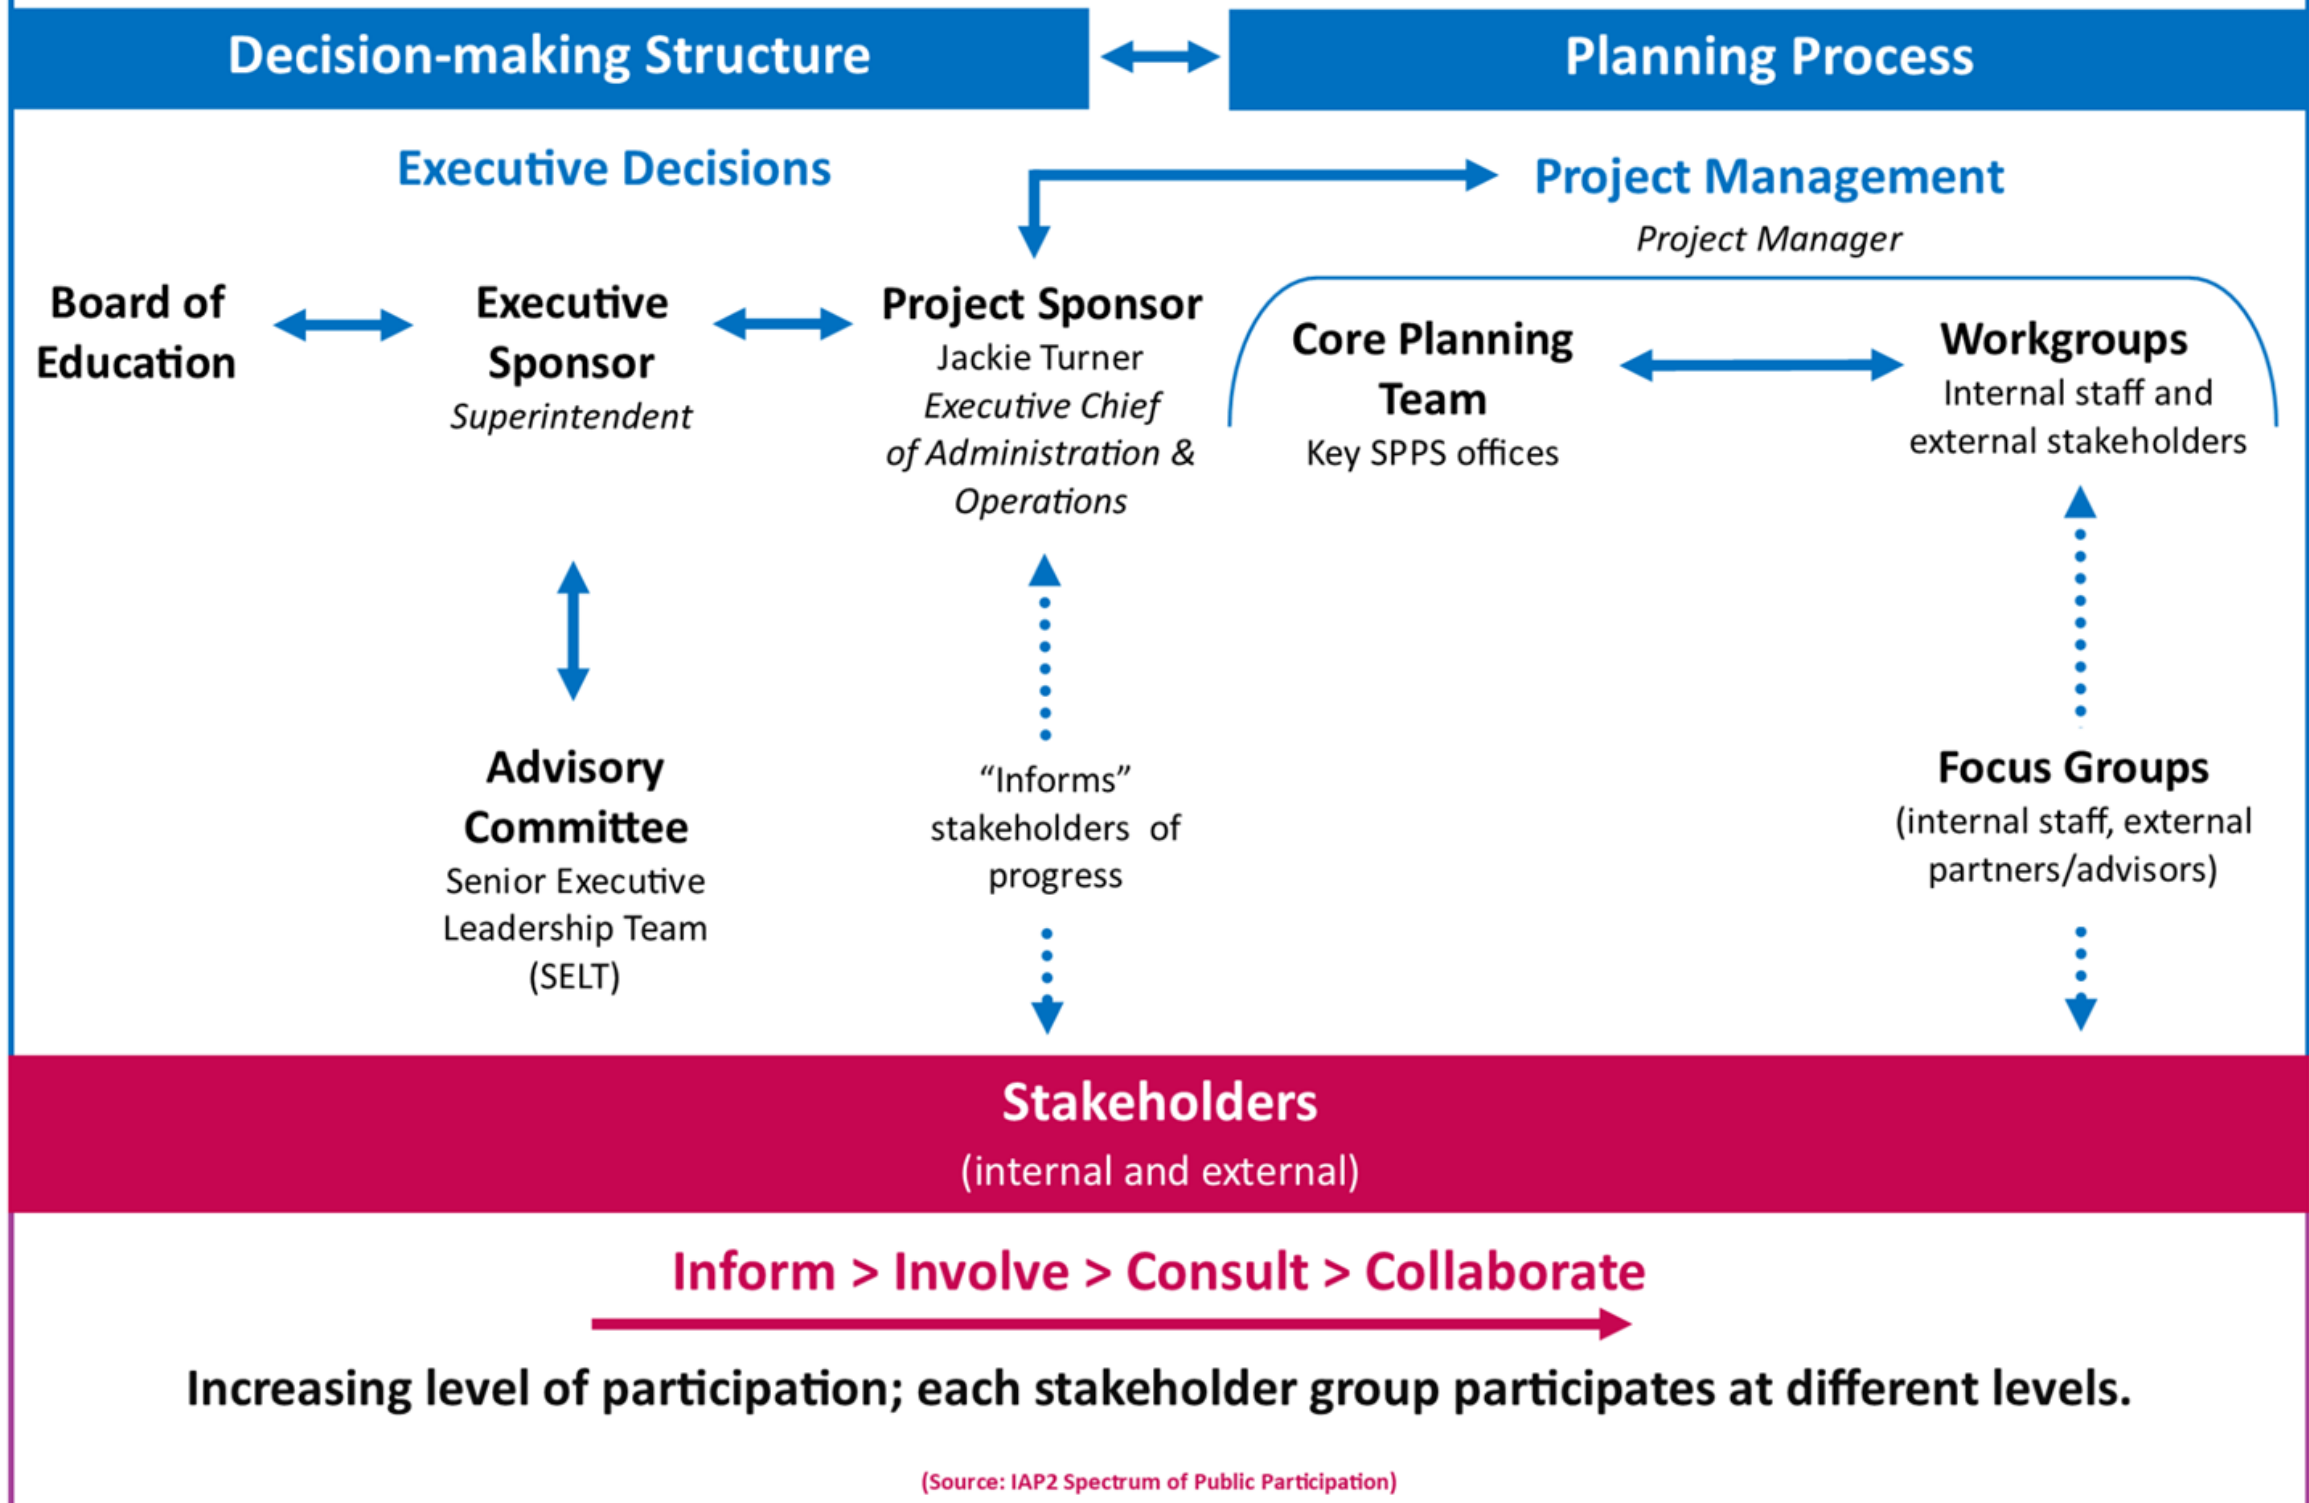 Decision-making Structure
Planning Process
Executive Decisions
Project Management
Project Manager
Board of
Education
Executive
Sponsor
Superintendent
Project Sponsor
Jackie Turner
Executive Chief
of Administration &
Operations
Core Planning
Team
Key SPPS offices
Workgroups
Internal staff and
external stakeholders
Advisory
Committee
Senior Executive
Leadership Team
(SELT)
“Informs”
stakeholders of
progress
Focus Groups
(internal staff, external
partners/advisors)
Stakeholders
(internal and external)
Inform > Involve > Consult > Collaborate
Increasing level of participation; each stakeholder group participates at different levels.
(Source: IAP2 Spectrum of Public Participation)